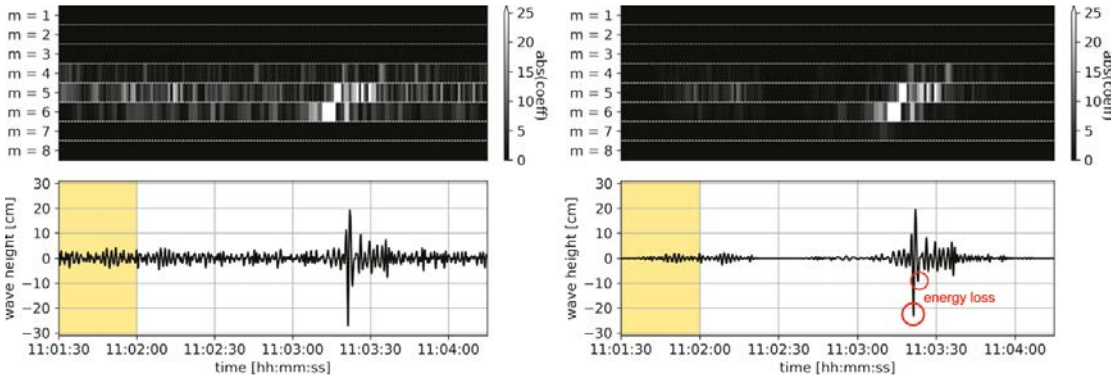 m = 1
m = 2
m = 3
m = 4
m = 5
m = 6
m = 7
m = 8
25
20
15
10
5
0
abs(coeff)
m = 1
m = 2
m = 3
m = 4
m = 5
m = 6
m = 7
m = 8
25
20
15
10
5
0
abs(coeff)
wave height [cm]
30
20
10
0
−10
−20
−30
11:01:30 11:02:00 11:02:30 11:03:00 11:03:30 11:04:00
time [hh:mm:ss]
wave height [cm]
30
20
10
0
−10
−20
−30
energy loss
11:01:30 11:02:00 11:02:30 11:03:00 11:03:30 11:04:00
time [hh:mm:ss]